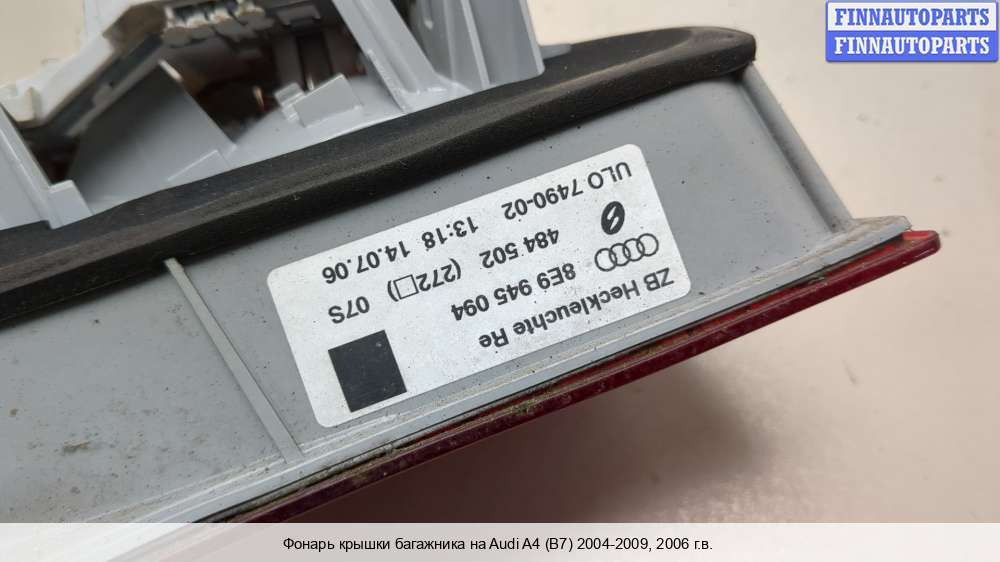 FINNAUTOPARTS
FINNAUTOPARTS
ZB Heckleuchte Re
8E9 945 094
484 502 (272□) 07S
ULO 7490-02 13:18 14.07.06
Фонарь крышки багажника на Audi A4 (B7) 2004-2009, 2006 г.в.